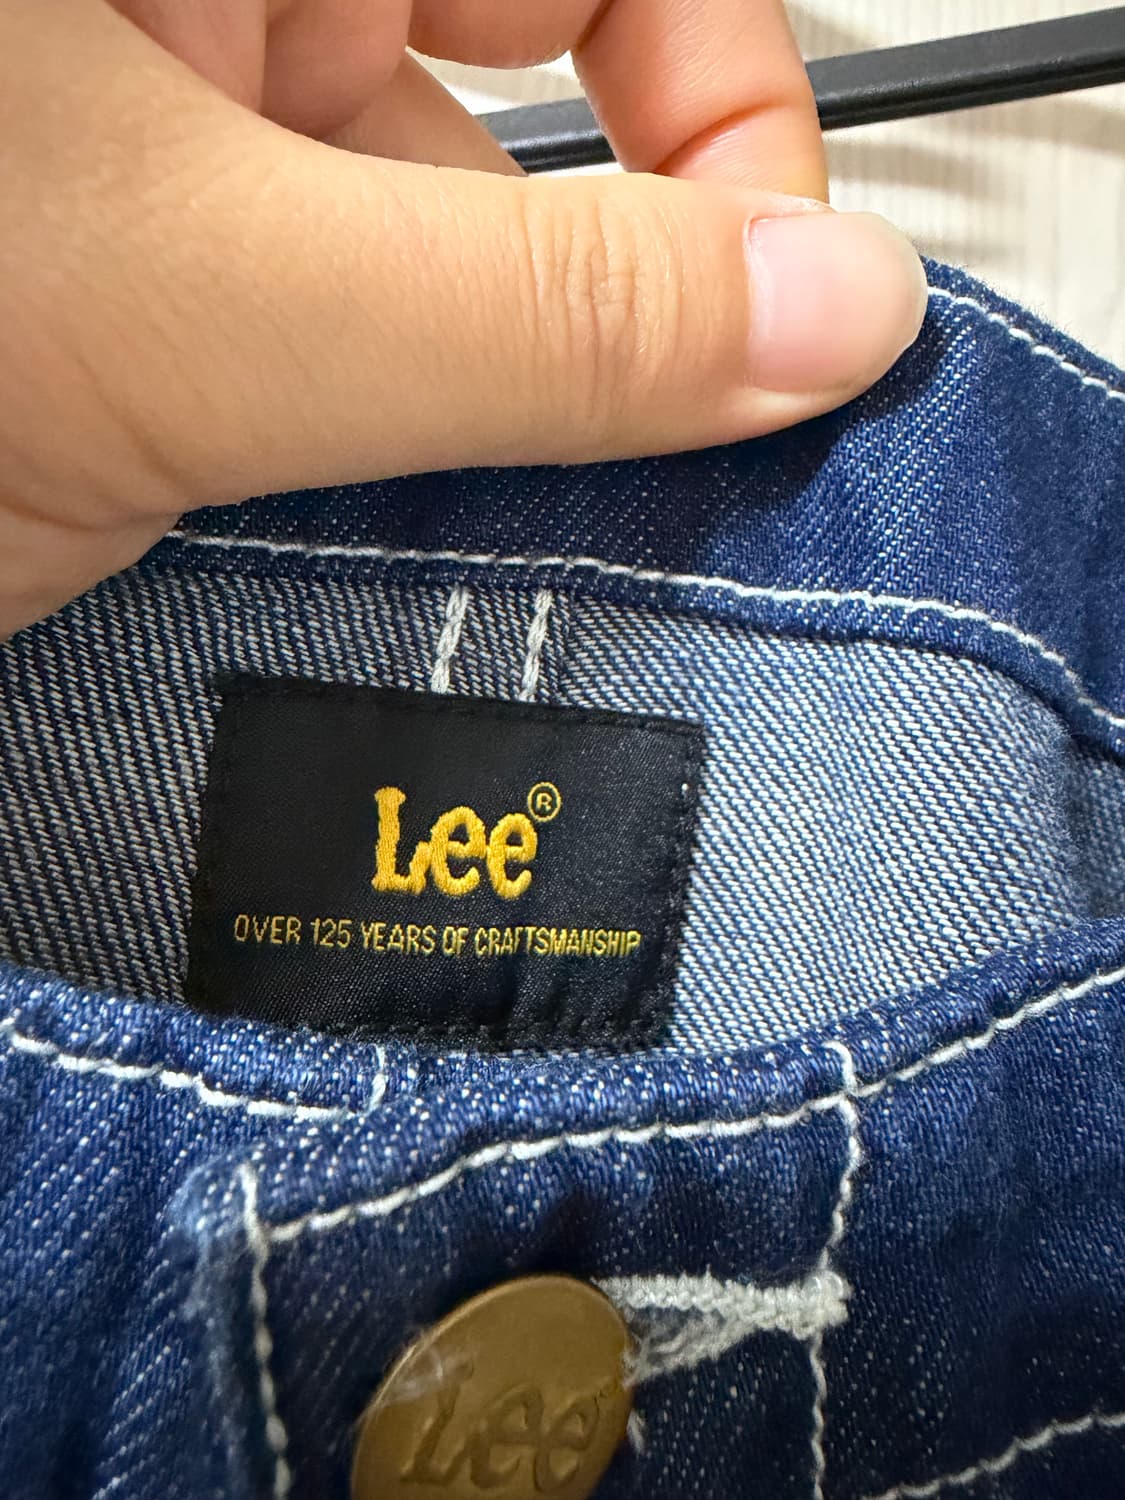 Lee®
OVER 125 YEARS OF CRAFTSMANSHIP
Lee